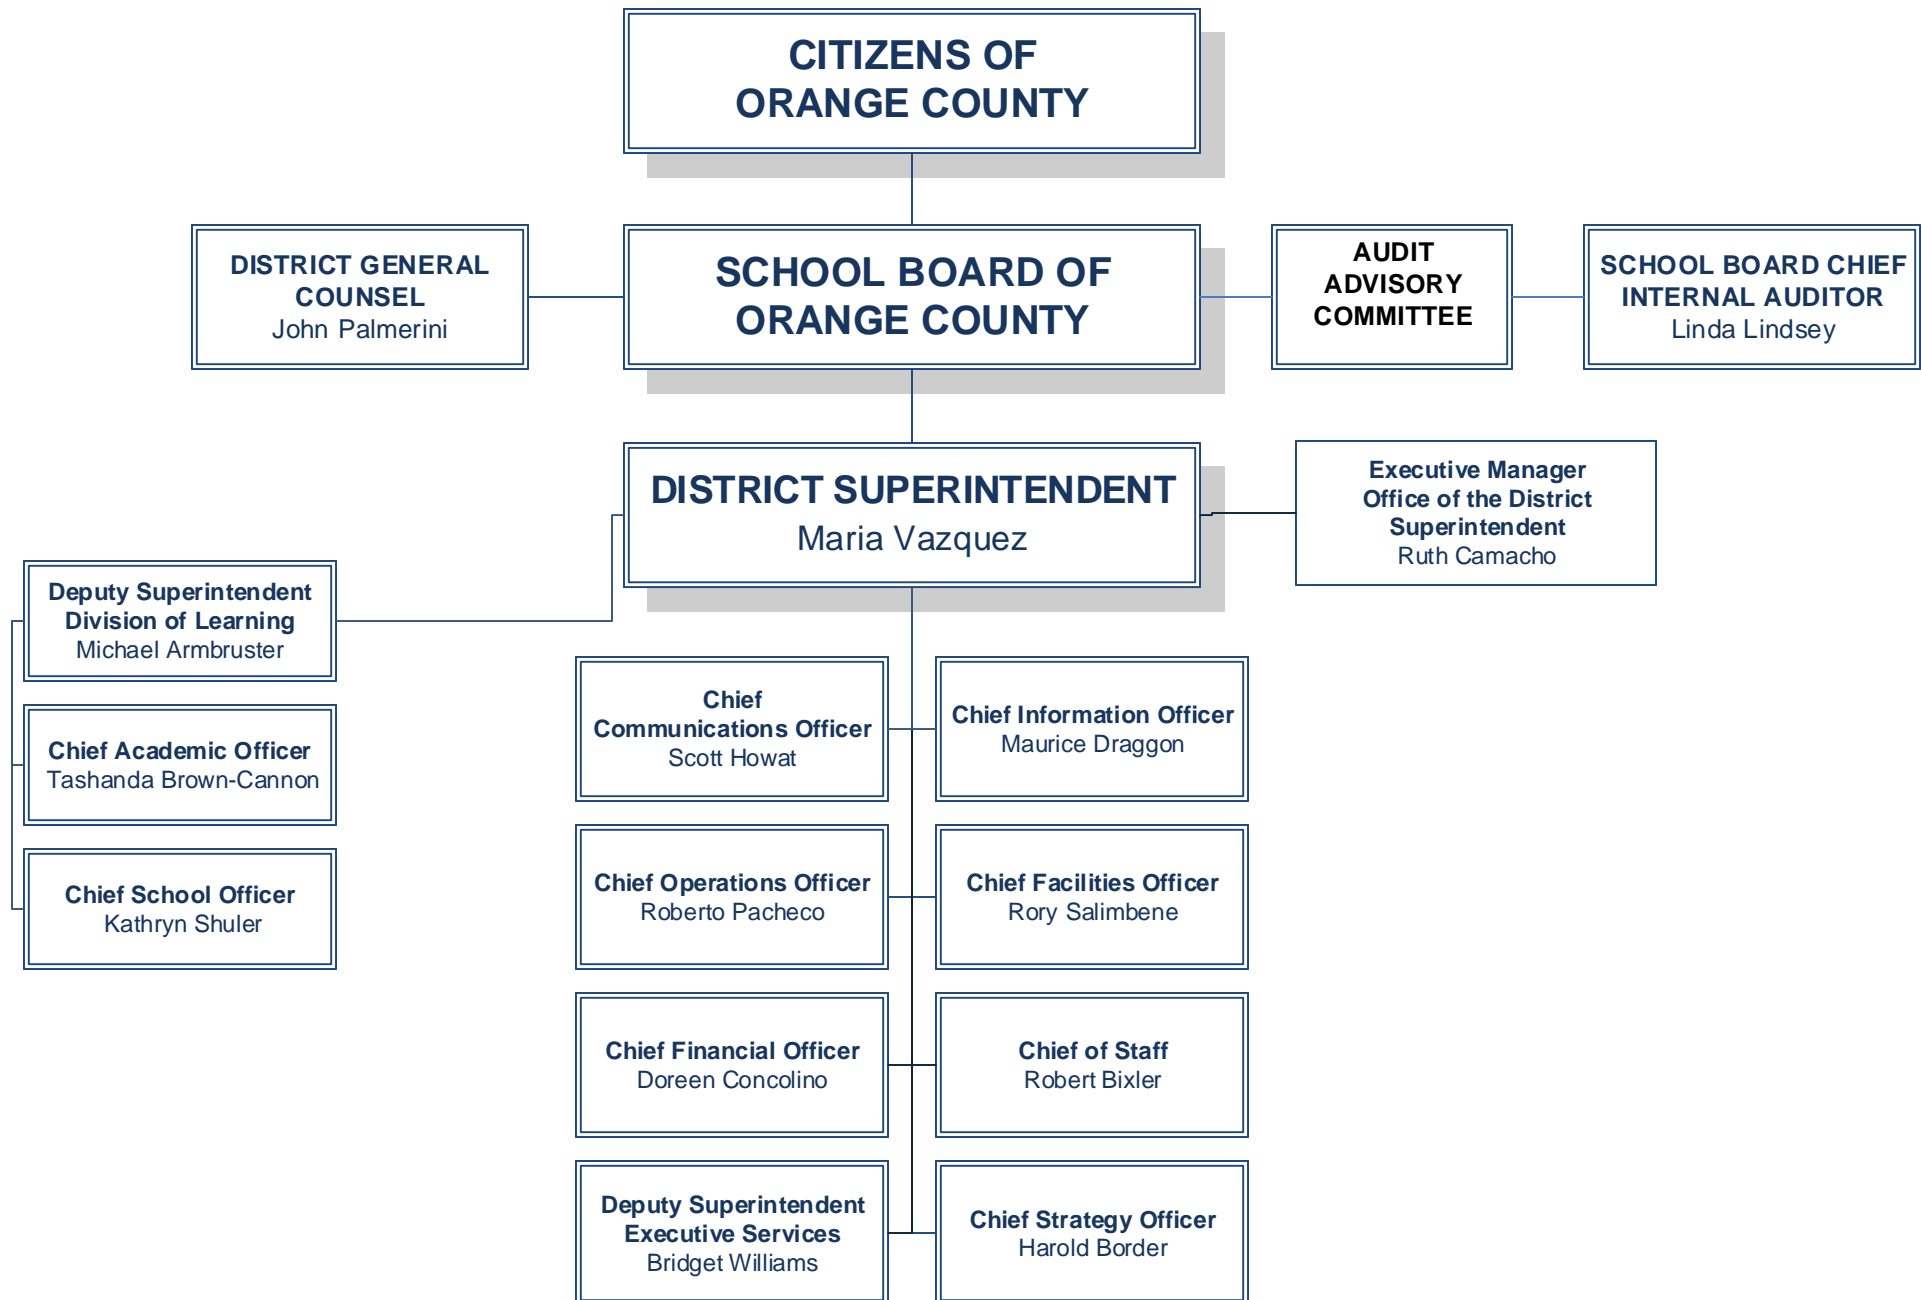 CITIZENS OF
ORANGE COUNTY
DISTRICT GENERAL
COUNSEL
John Palmerini
SCHOOL BOARD OF
ORANGE COUNTY
AUDIT
ADVISORY
COMMITTEE
SCHOOL BOARD CHIEF
INTERNAL AUDITOR
Linda Lindsey
DISTRICT SUPERINTENDENT
Maria Vazquez
Executive Manager
Office of the District
Superintendent
Ruth Camacho
Deputy Superintendent
Division of Learning
Michael Armbruster
Chief Academic Officer
Tashanda Brown-Cannon
Chief School Officer
Kathryn Shuler
Chief
Communications Officer
Scott Howat
Chief Information Officer
Maurice Draggon
Chief Operations Officer
Roberto Pacheco
Chief Facilities Officer
Rory Salimbene
Chief Financial Officer
Doreen Concolino
Chief of Staff
Robert Bixler
Deputy Superintendent
Executive Services
Bridget Williams
Chief Strategy Officer
Harold Border